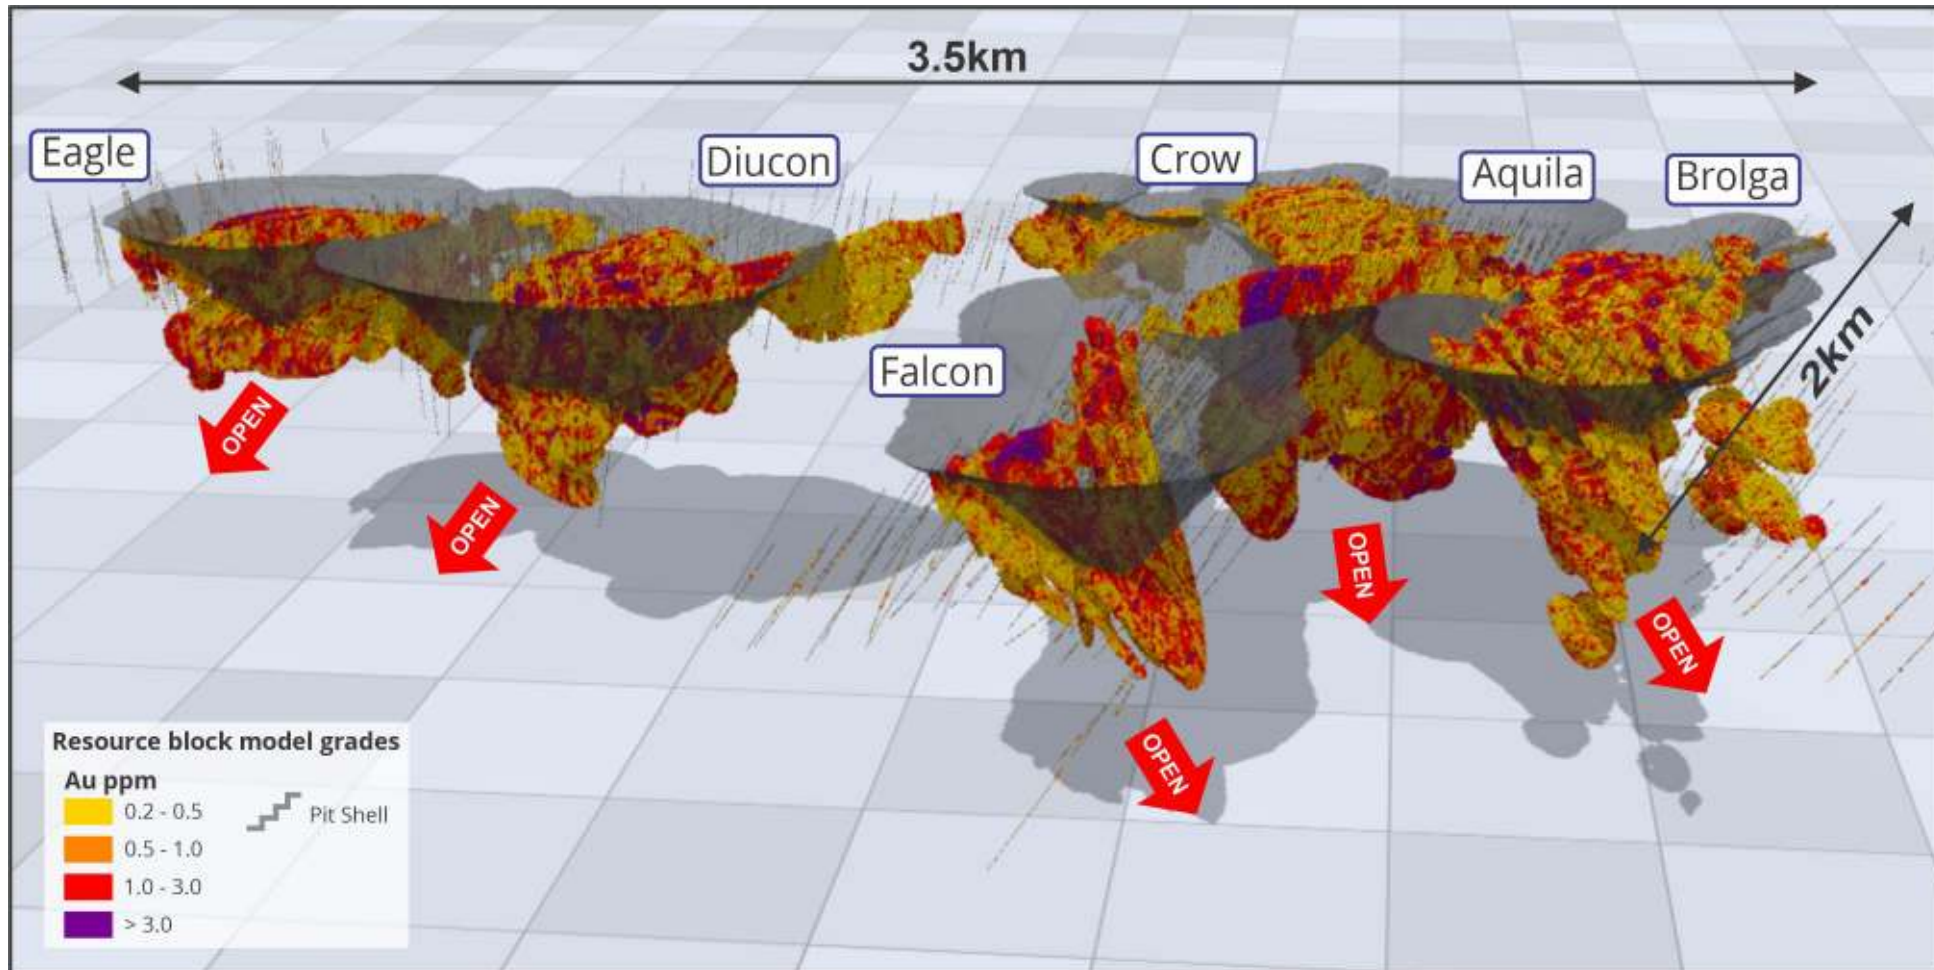 3.5km
Eagle
Diucon
Crow
Aquila
Brolga
Falcon
2km
OPEN
OPEN
OPEN
OPEN
OPEN
Resource block model grades
Au ppm
0.2 - 0.5
0.5 - 1.0
1.0 - 3.0
> 3.0
Pit Shell